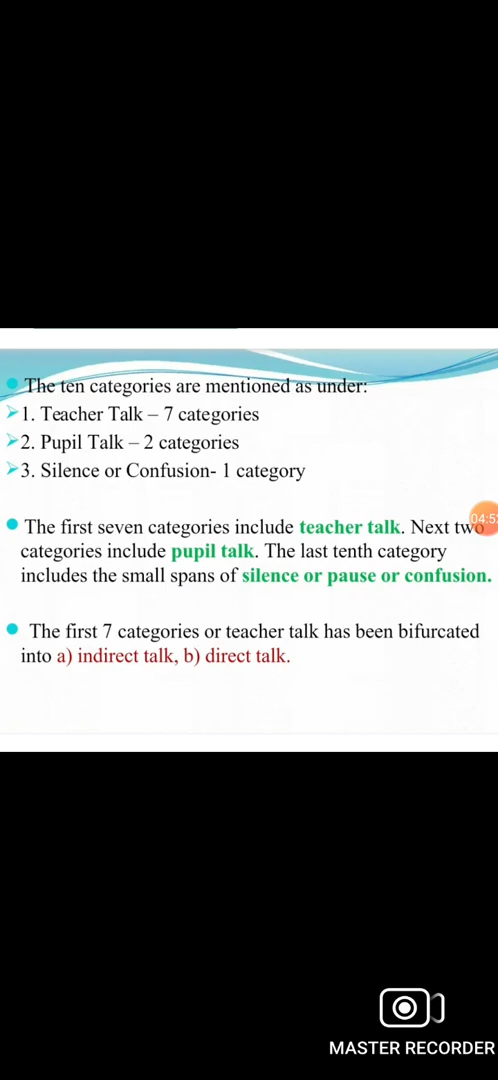 The ten categories are mentioned as under:
1. Teacher Talk – 7 categories
2. Pupil Talk – 2 categories
3. Silence or Confusion- 1 category
The first seven categories include teacher talk. Next two
categories include pupil talk. The last tenth category
includes the small spans of silence or pause or confusion.
The first 7 categories or teacher talk has been bifurcated
into a) indirect talk, b) direct talk.
MASTER RECORDER